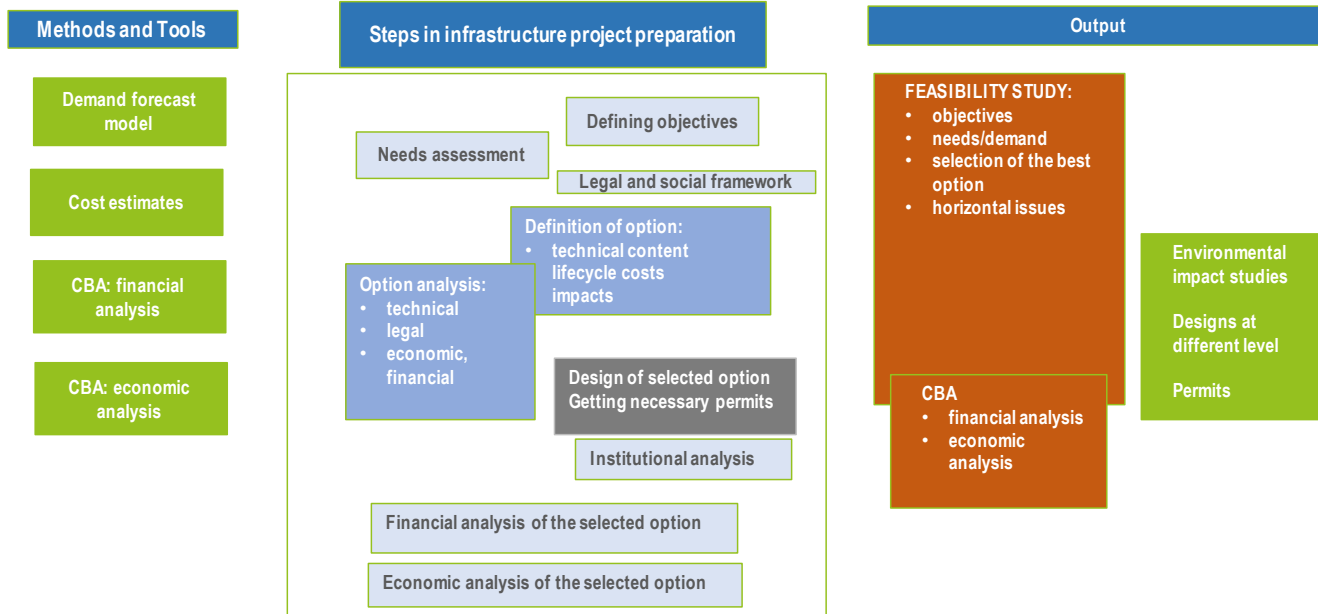 Methods and Tools
Demand forecast
model
Cost estimates
CBA: financial
analysis
CBA: economic
analysis
Steps in infrastructure project preparation
Defining objectives
Needs assessment
Legal and social framework
Definition of option:
• technical content
lifecycle costs
impacts
Option analysis:
• technical
• legal
• economic,
financial
Design of selected option
Getting necessary permits
Institutional analysis
Financial analysis of the selected option
Economic analysis of the selected option
Output
FEASIBILITY STUDY:
• objectives
• needs/demand
• selection of the best
option
• horizontal issues
CBA
• financial analysis
• economic
analysis
Environmental
impact studies
Designs at
different level
Permits